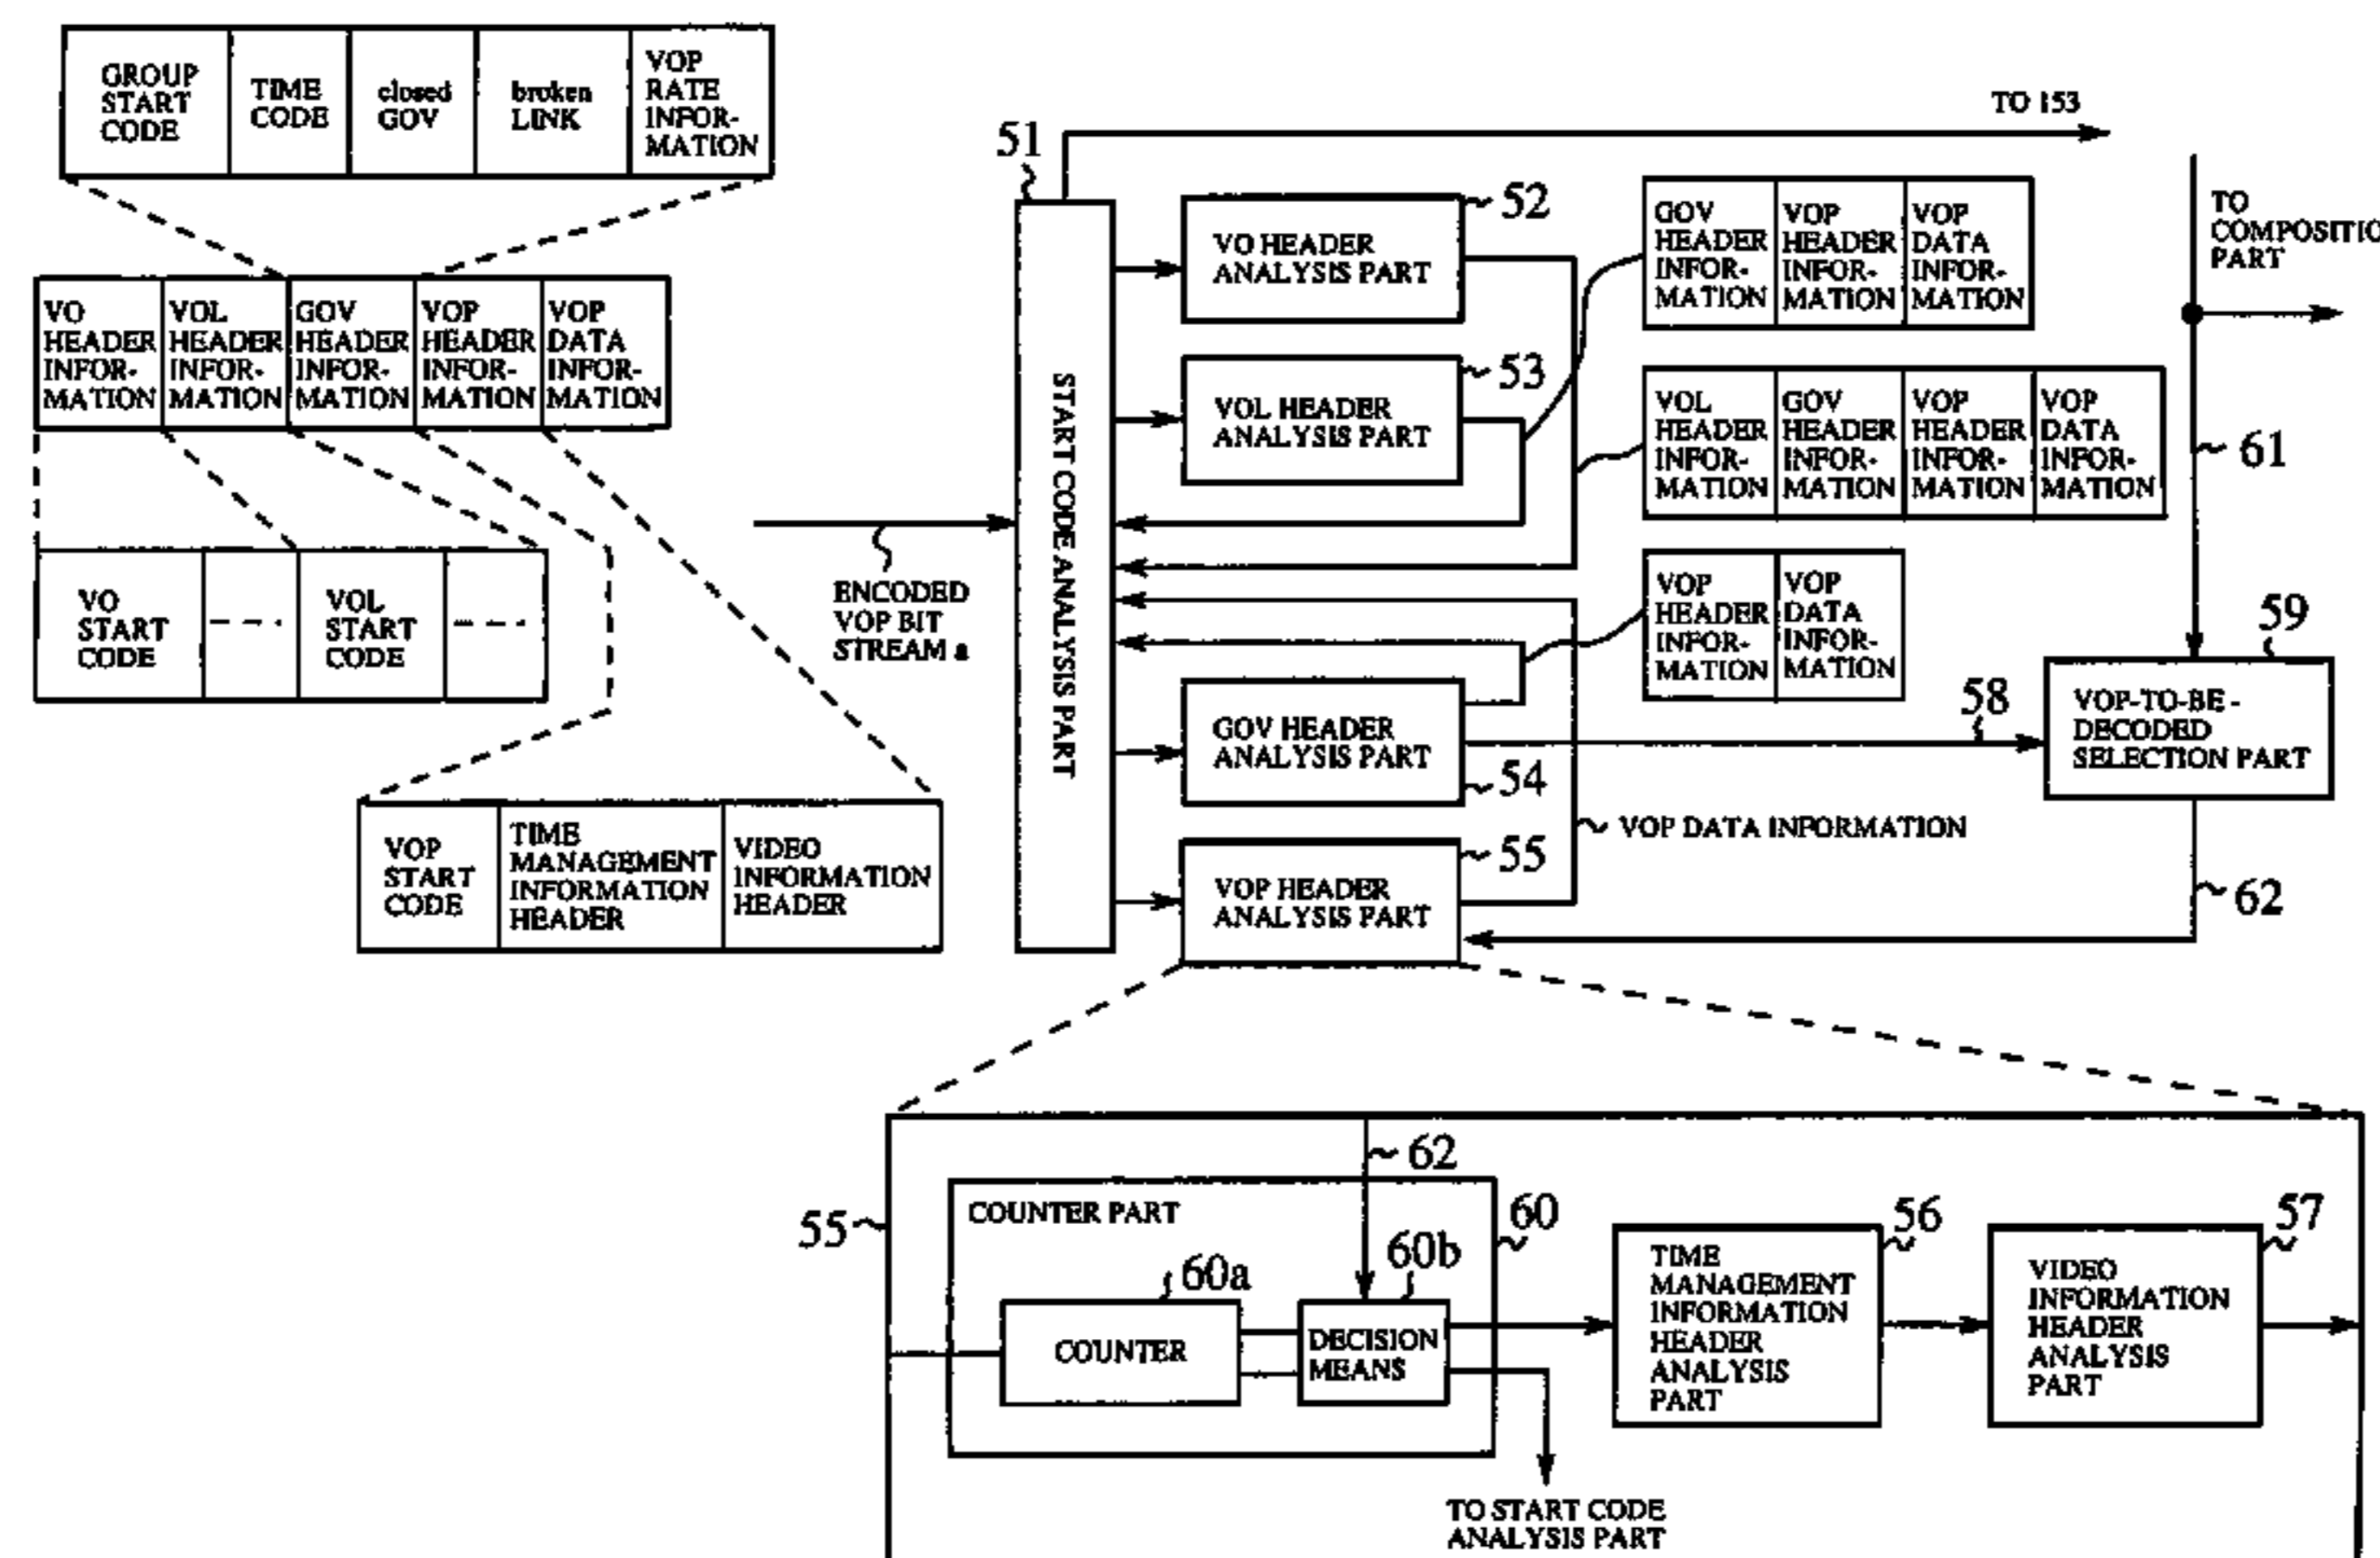 GROUP
START
CODE
TIME
CODE
closed
GOV
broken
LINK
VOP
RATE
INFOR-
MATION
VO
HEADER
INFOR-
MATION
VOL
HEADER
INFOR-
MATION
GOV
HEADER
INFOR-
MATION
VOP
HEADER
INFOR-
MATION
VOP
DATA
INFOR-
MATION
VO
START
CODE
VOL
START
CODE
VOP
START
CODE
TIME
MANAGEMENT
INFORMATION
HEADER
VIDEO
INFORMATION
HEADER
ENCODED
VOP BIT
STREAM a
51
START CODE ANALYSIS PART
TO 153
52
VO HEADER
ANALYSIS PART
53
VOL HEADER
ANALYSIS PART
GOV HEADER
ANALYSIS PART
54
55
VOP HEADER
ANALYSIS PART
GOV
HEADER
INFOR-
MATION
VOP
HEADER
INFOR-
MATION
VOP
DATA
INFOR-
MATION
VOL
HEADER
INFOR-
MATION
GOV
HEADER
INFOR-
MATION
VOP
HEADER
INFOR-
MATION
VOP
DATA
INFOR-
MATION
VOP
HEADER
INFOR-
MATION
VOP
DATA
INFOR-
MATION
VOP DATA INFORMATION
TO
COMPOSITIO
PART
61
58
59
VOP-TO-BE-
DECODED
SELECTION PART
62
55
62
COUNTER PART
60
60a
COUNTER
60b
DECISION
MEANS
56
TIME
MANAGEMENT
INFORMATION
HEADER
ANALYSIS
PART
57
VIDEO
INFORMATION
HEADER
ANALYSIS
PART
TO START CODE
ANALYSIS PART